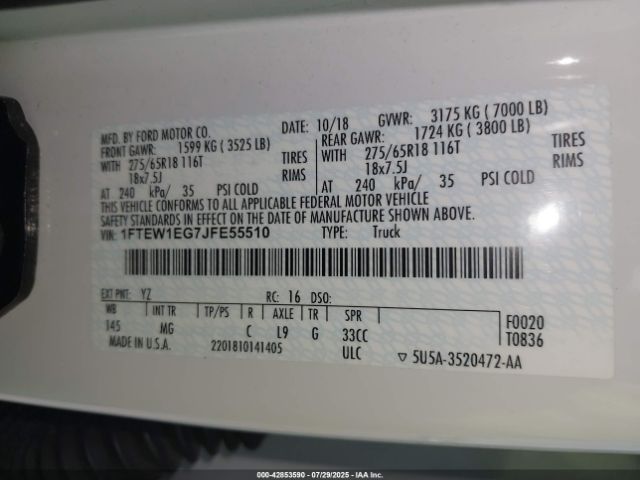 MFD. BY FORD MOTOR CO.
DATE: 10/18 GVWR: 3175 KG ( 7000 LB)
FRONT GAWR: 1599 KG ( 3525 LB)
REAR GAWR: 1724 KG ( 3800 LB)
WITH 275/65R18 116T TIRES
WITH 275/65R18 116T TIRES
18x7.5J RIMS
18x7.5J RIMS
AT 240 kPa/ 35 PSI COLD
AT 240 kPa/ 35 PSI COLD
THIS VEHICLE CONFORMS TO ALL APPLICABLE FEDERAL MOTOR VEHICLE
SAFETY STANDARDS IN EFFECT ON THE DATE OF MANUFACTURE SHOWN ABOVE.
VIN: 1FTEW1EG7JFE55510 TYPE: Truck
EXT PNT: YZ RC: 16 DSO:
WB INT TR TP/PS R AXLE TR SPR
145 MG C L9 G 33CC
F0020
T0836
MADE IN U.S.A. 2201810141405 ULC ▽ 5U5A-3520472-AA
000-42853590 - 07/29/2025 - IAA Inc.